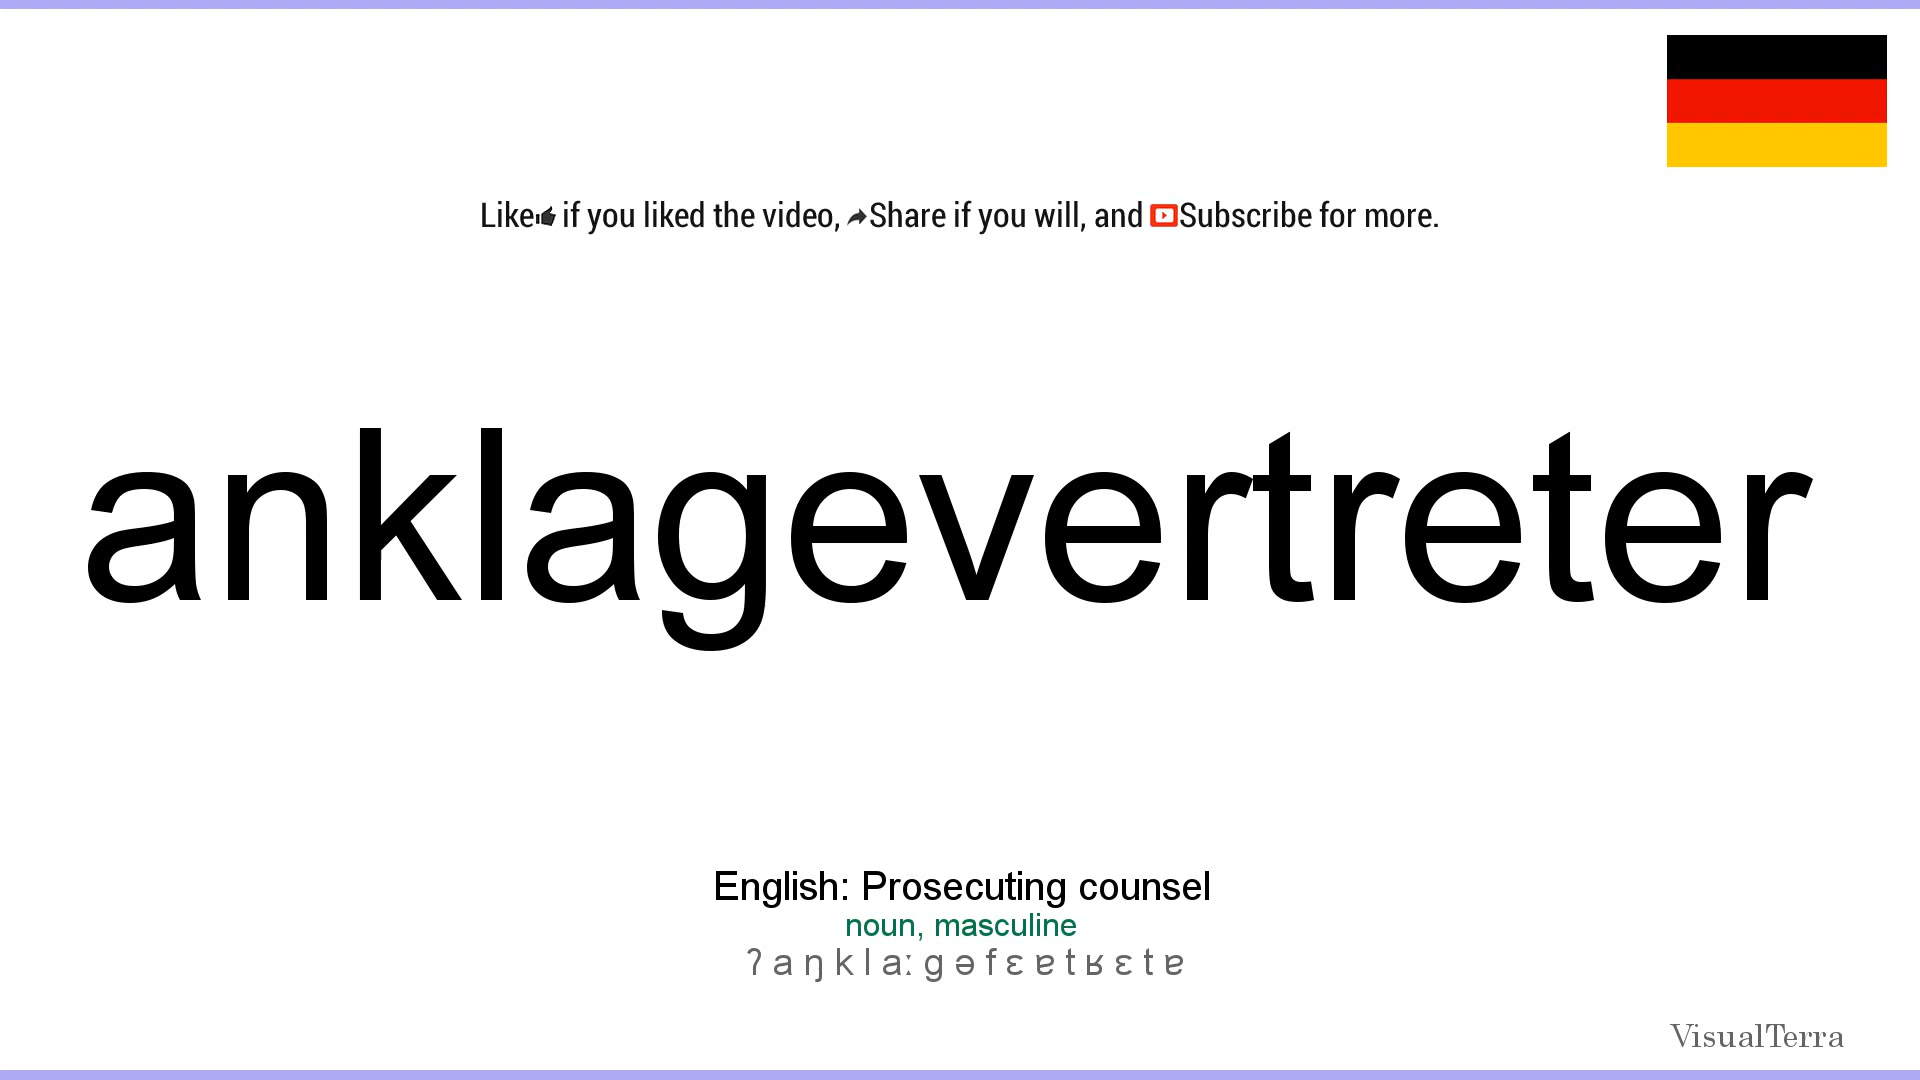 Like if you liked the video, Share if you will, and Subscribe for more.
anklagevertreter
English: Prosecuting counsel
noun, masculine
ʔ a ŋ k l aː ɡ ə f ɛ ɐ t ʁ ɛ t ɐ
VisualTerra